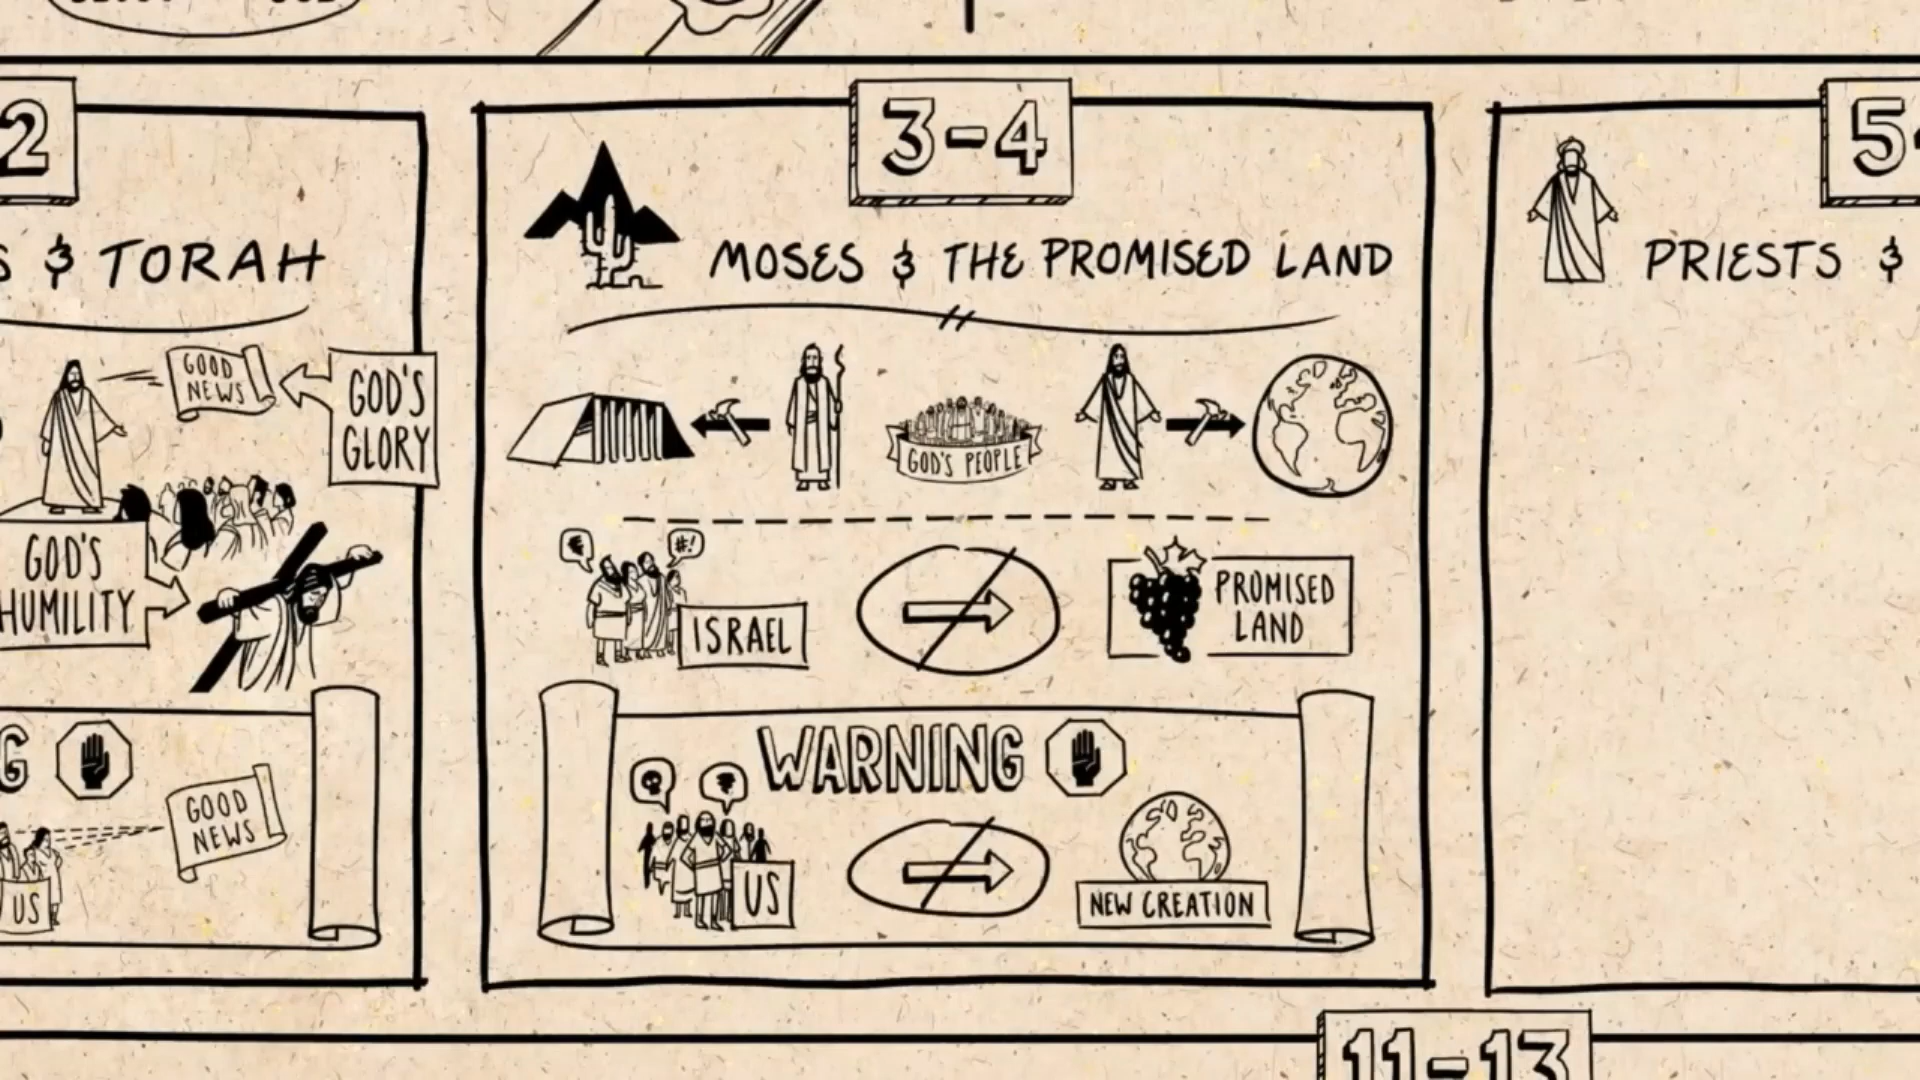 2
& TORAH
GOOD
NEWS
GOD'S
GLORY
GOD'S
HUMILITY
GOOD
NEWS
US
3-4
MOSES & THE PROMISED LAND
GOD'S PEOPLE
#!
ISRAEL
PROMISED
LAND
WARNING
US
NEW CREATION
5
PRIESTS &
11-13